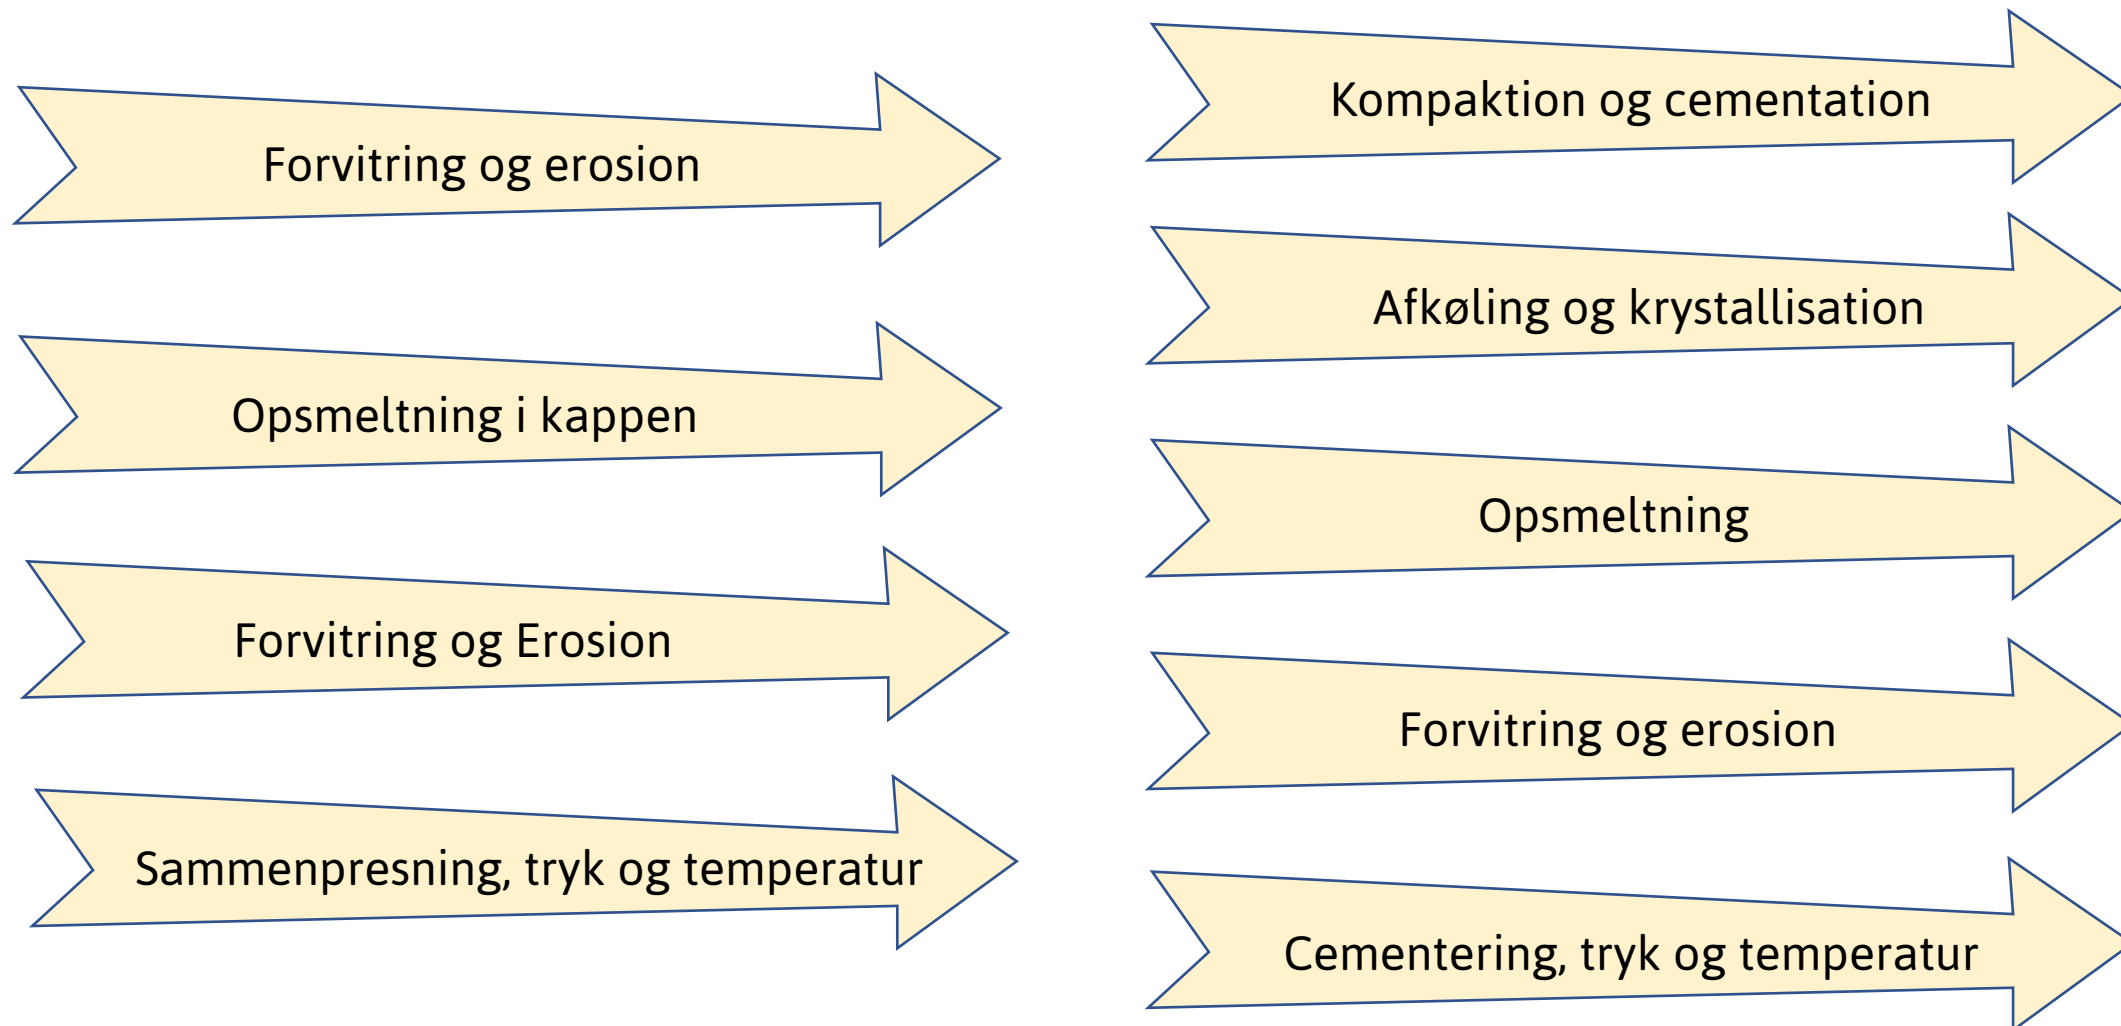 Forvitring og erosion
Opsmeltning i kappen
Forvitring og Erosion
Sammenpresning, tryk og temperatur
Kompaktion og cementation
Afkøling og krystallisation
Opsmeltning
Forvitring og erosion
Cementering, tryk og temperatur